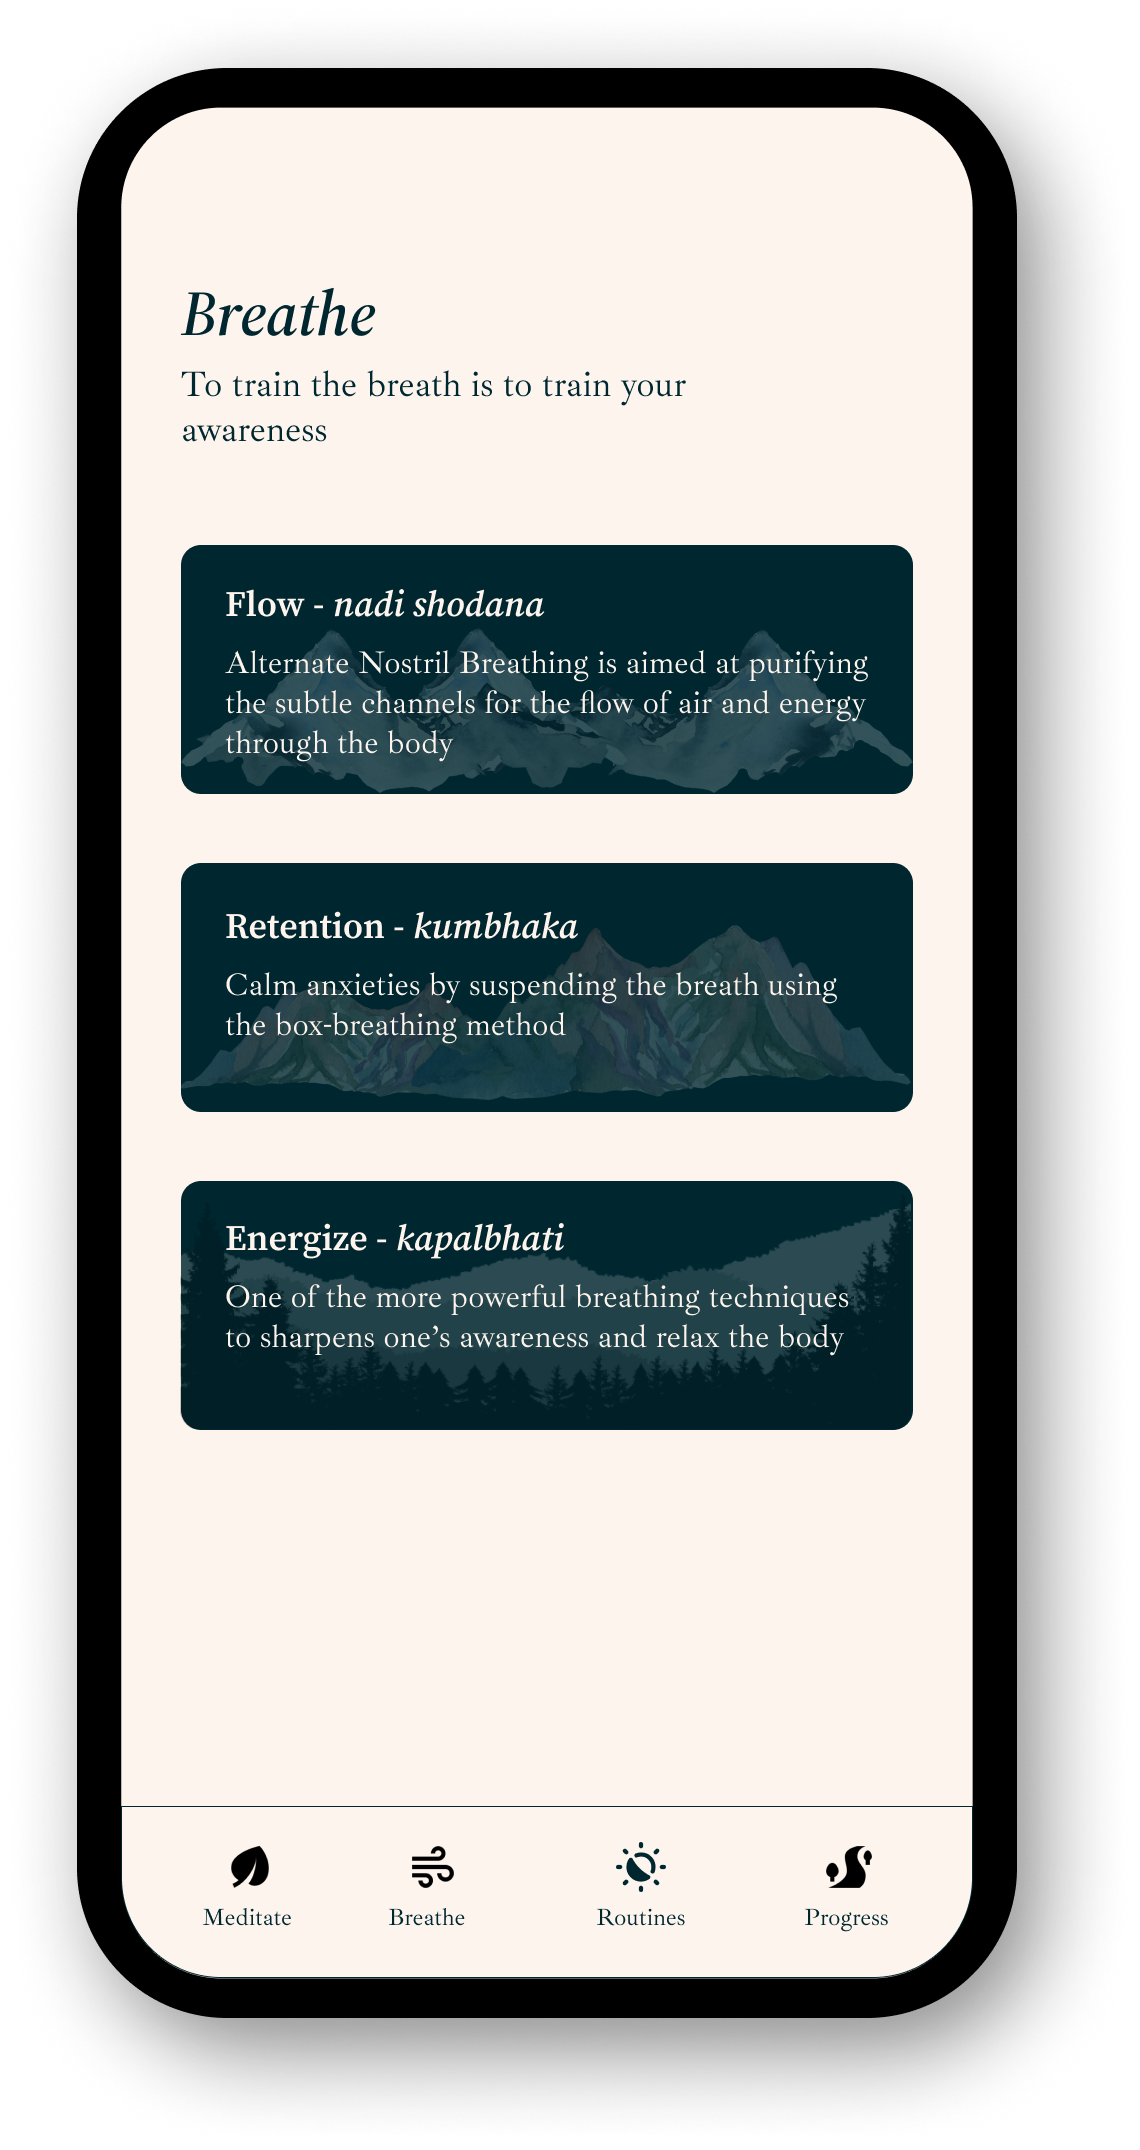 Breathe
To train the breath is to train your
awareness
Flow - nadi shodana
Alternate Nostril Breathing is aimed at purifying
the subtle channels for the flow of air and energy
through the body
Retention - kumbhaka
Calm anxieties by suspending the breath using
the box-breathing method
Energize - kapalbhati
One of the more powerful breathing techniques
to sharpens one’s awareness and relax the body
Meditate Breathe Routines Progress